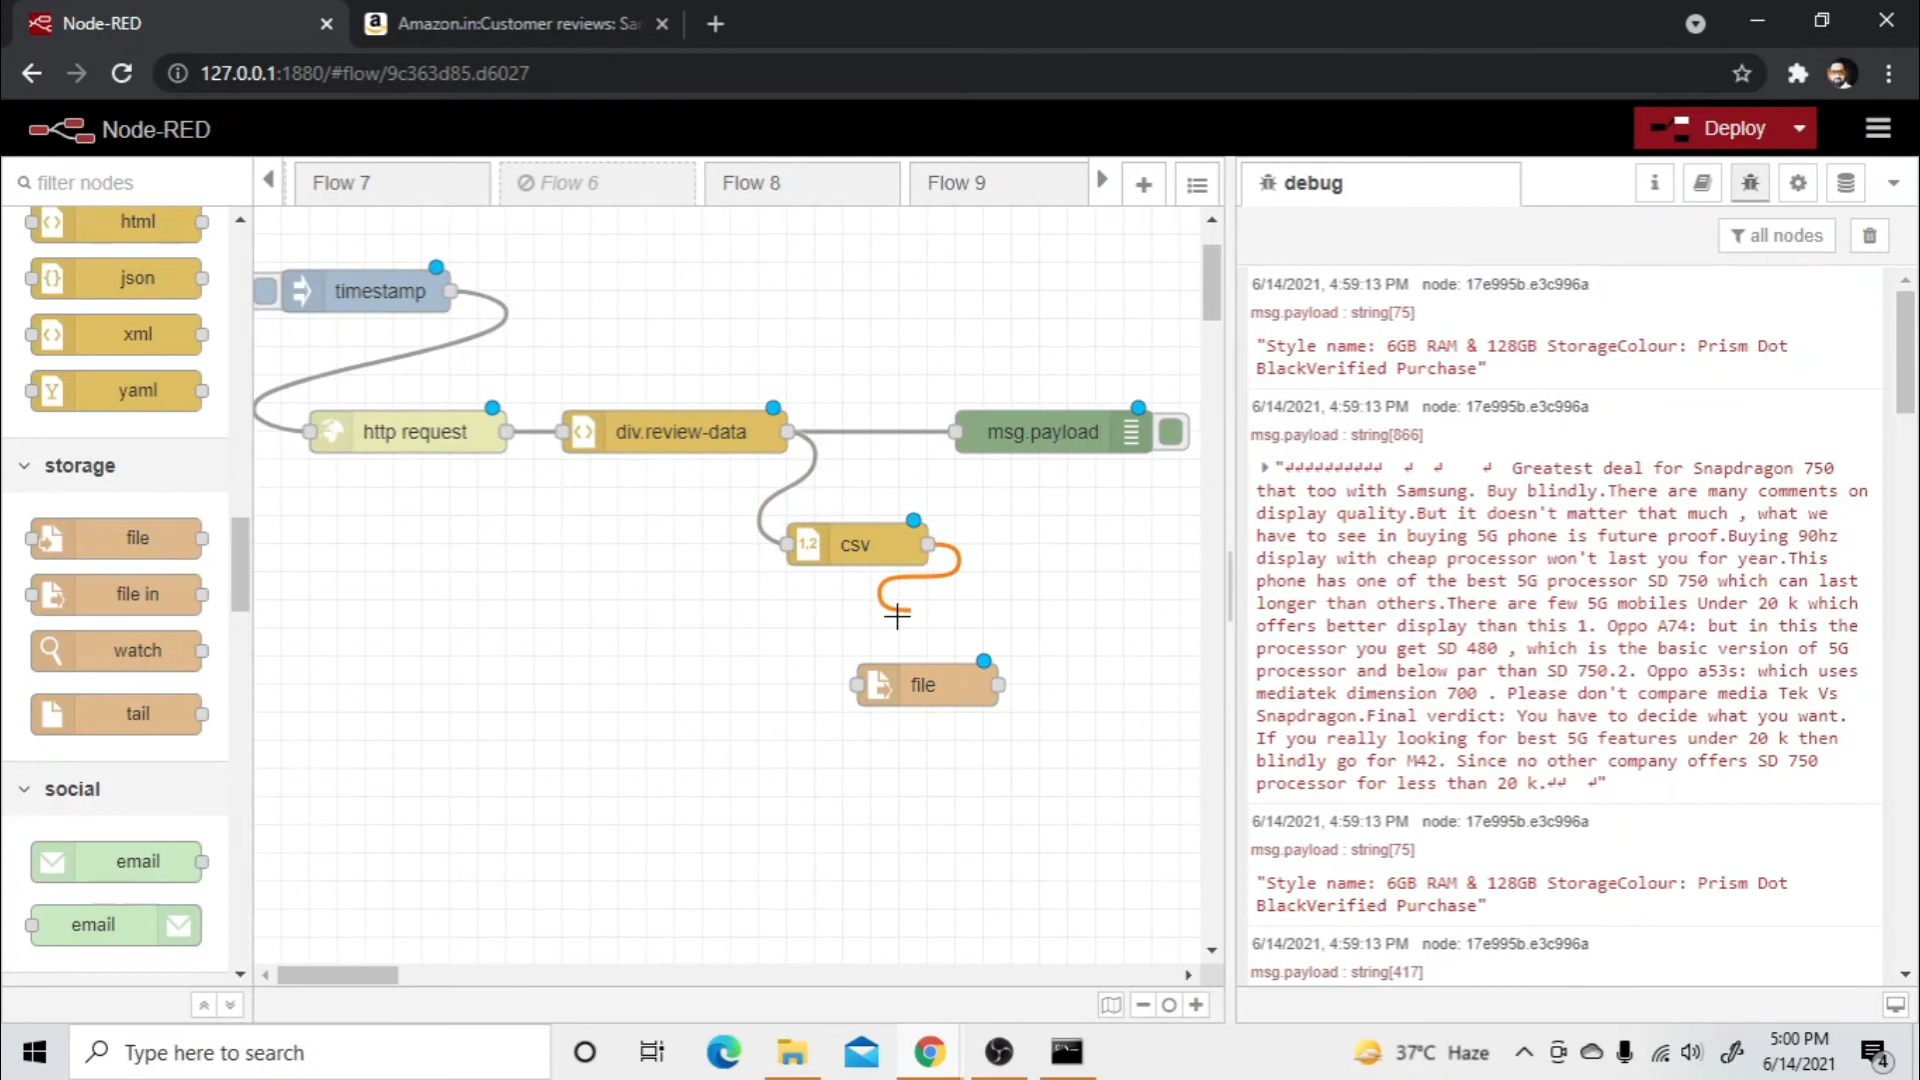 Node-RED
Amazon.in:Customer reviews: Sa
127.0.0.1:1880/#flow/9c363d85.d6027
Node-RED
Deploy
filter nodes
Flow 7
Flow 6
Flow 8
Flow 9
debug
all nodes
html
json
xml
yaml
storage
file
file in
watch
tail
social
email
email
timestamp
http request
div.review-data
msg.payload
1,2 csv
file
6/14/2021, 4:59:13 PM node: 17e995b.e3c996a
msg.payload : string[75]
"Style name: 6GB RAM & 128GB StorageColour: Prism Dot
BlackVerified Purchase"
6/14/2021, 4:59:13 PM node: 17e995b.e3c996a
msg.payload : string[866]
"↵↵↵↵↵↵↵↵↵↵ ↵ ↵ ↵ Greatest deal for Snapdragon 750
that too with Samsung. Buy blindly.There are many comments on
display quality.But it doesn't matter that much , what we
have to see in buying 5G phone is future proof.Buying 90hz
display with cheap processor won't last you for year.This
phone has one of the best 5G processor SD 750 which can last
longer than others.There are few 5G mobiles Under 20 k which
offers better display than this 1. Oppo A74: but in this the
processor you get SD 480 , which is the basic version of 5G
processor and below par than SD 750.2. Oppo a53s: which uses
mediatek dimension 700 . Please don't compare media Tek Vs
Snapdragon.Final verdict: You have to decide what you want.
If you really looking for best 5G features under 20 k then
blindly go for M42. Since no other company offers SD 750
processor for less than 20 k.↵↵ ↵"
6/14/2021, 4:59:13 PM node: 17e995b.e3c996a
msg.payload : string[75]
"Style name: 6GB RAM & 128GB StorageColour: Prism Dot
BlackVerified Purchase"
6/14/2021, 4:59:13 PM node: 17e995b.e3c996a
msg.payload : string[417]
Type here to search
37°C Haze
5:00 PM
6/14/2021
4